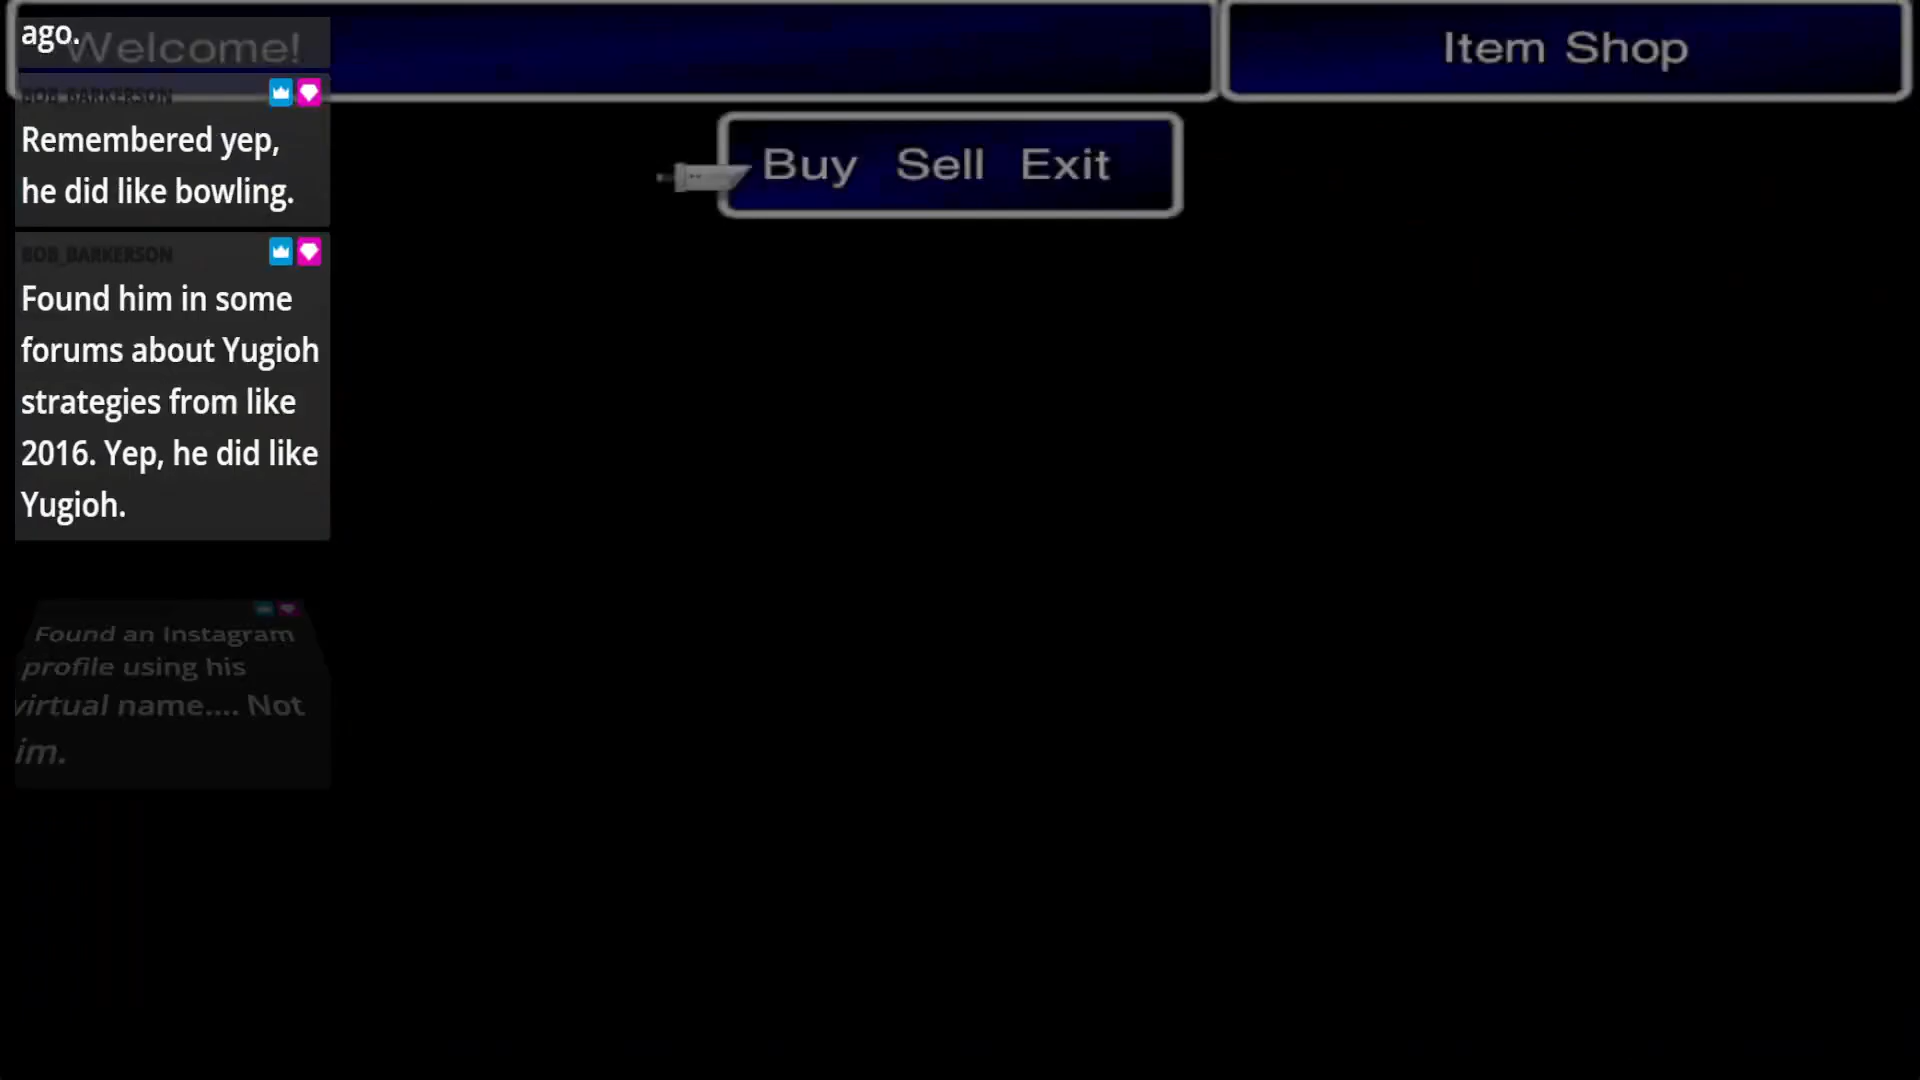 ago.
Welcome!
Item Shop
BOB_BARKERSON
Remembered yep,
he did like bowling.
Buy Sell Exit
BOB_BARKERSON
Found him in some
forums about Yugioh
strategies from like
2016. Yep, he did like
Yugioh.
Found an Instagram
profile using his
virtual name.... Not
im.